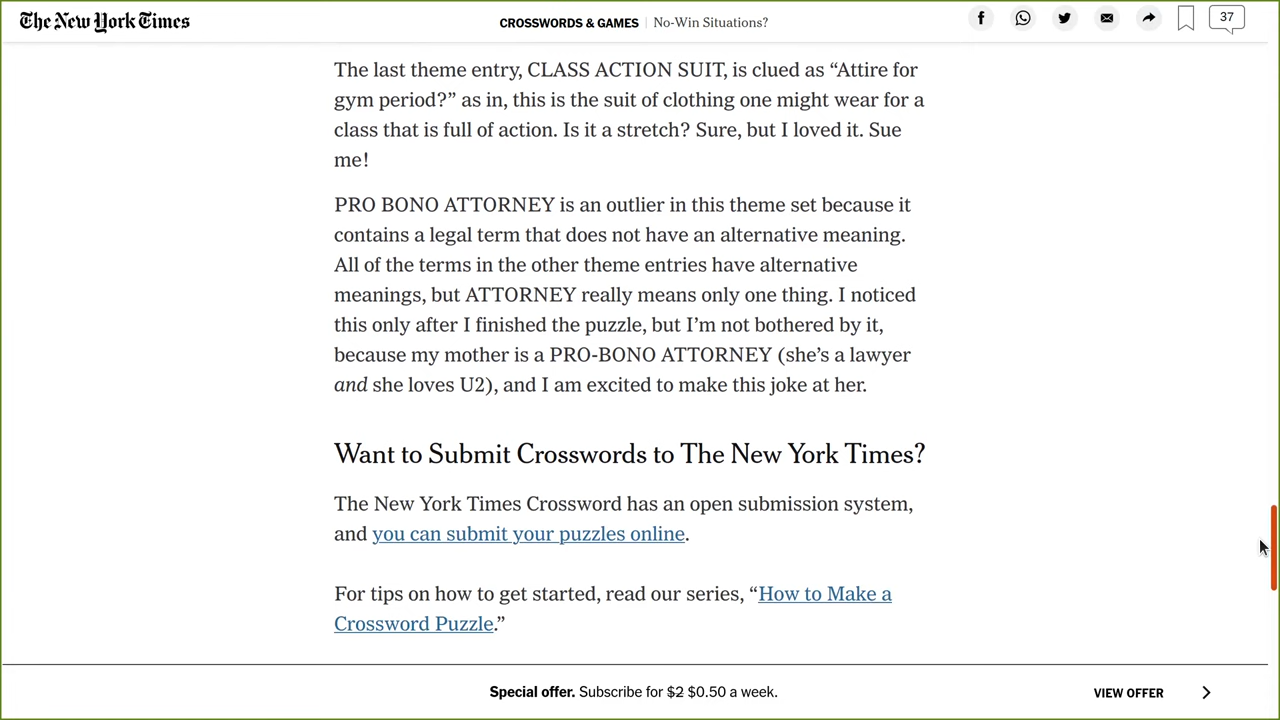 The New York Times
CROSSWORDS & GAMES | No-Win Situations?
37
The last theme entry, CLASS ACTION SUIT, is clued as “Attire for
gym period?” as in, this is the suit of clothing one might wear for a
class that is full of action. Is it a stretch? Sure, but I loved it. Sue
me!
PRO BONO ATTORNEY is an outlier in this theme set because it
contains a legal term that does not have an alternative meaning.
All of the terms in the other theme entries have alternative
meanings, but ATTORNEY really means only one thing. I noticed
this only after I finished the puzzle, but I’m not bothered by it,
because my mother is a PRO-BONO ATTORNEY (she’s a lawyer
and she loves U2), and I am excited to make this joke at her.
Want to Submit Crosswords to The New York Times?
The New York Times Crossword has an open submission system,
and you can submit your puzzles online.
For tips on how to get started, read our series, “How to Make a
Crossword Puzzle.”
Special offer. Subscribe for $2 $0.50 a week.
VIEW OFFER